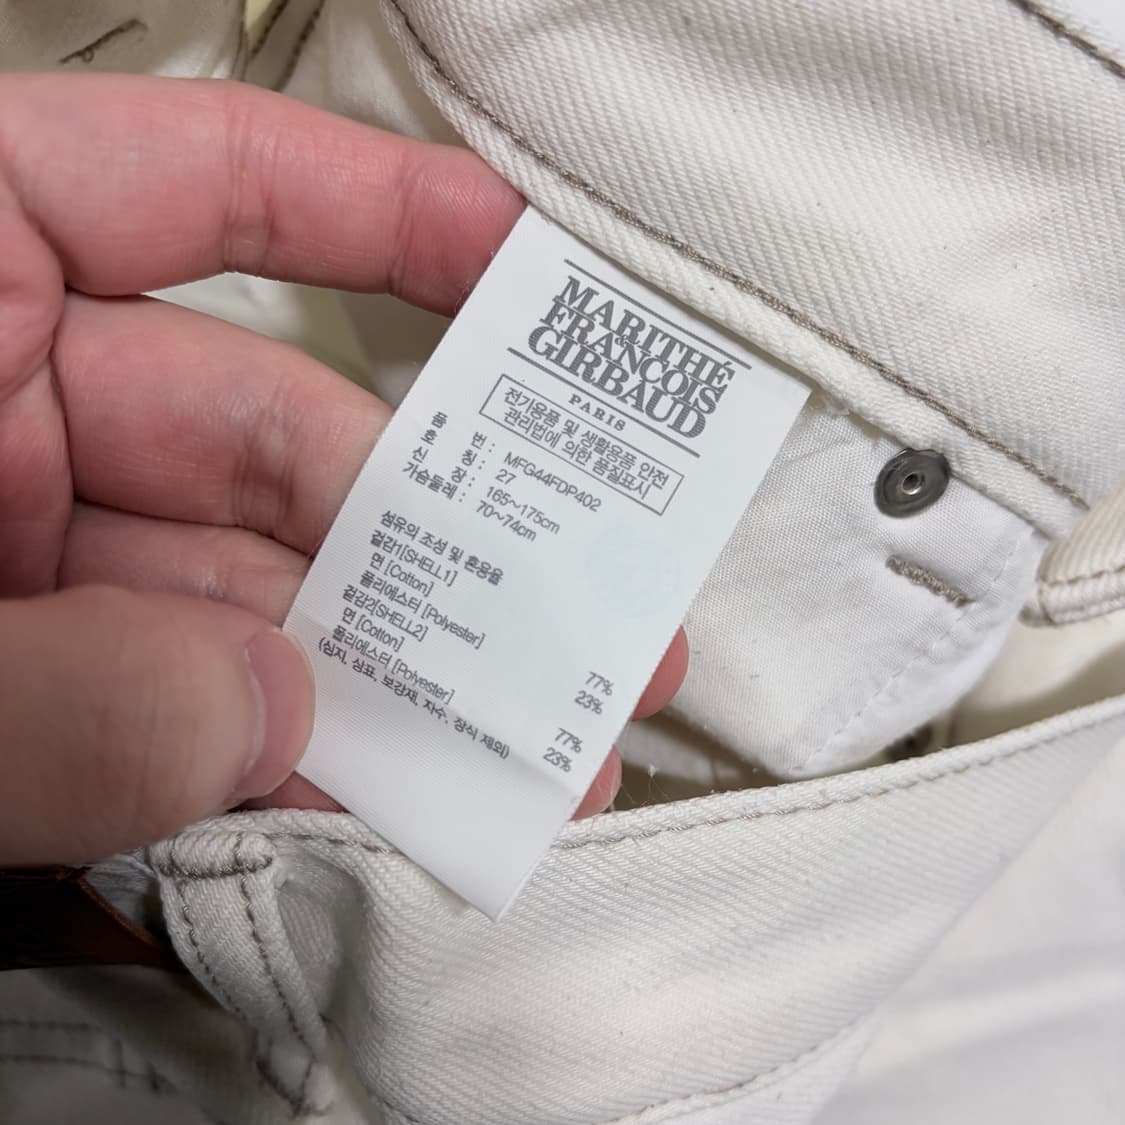 MARITHÉ
FRANÇOIS
&
GIRBAUD
PARIS
전기용품 및 생활용품 안전
관리법에 의한 품질표시
품 번 : MFG44FDP402
호 칭 : 27
신 장 : 165~175cm
가슴둘레 : 70~74cm
섬유의 조성 및 혼용율
겉감1[SHELL1]
면 [Cotton] 77%
폴리에스터 [Polyester] 23%
겉감2[SHELL2]
면 [Cotton] 77%
폴리에스터 [Polyester] 23%
(심지, 상표, 보강재, 자수, 장식 제외)